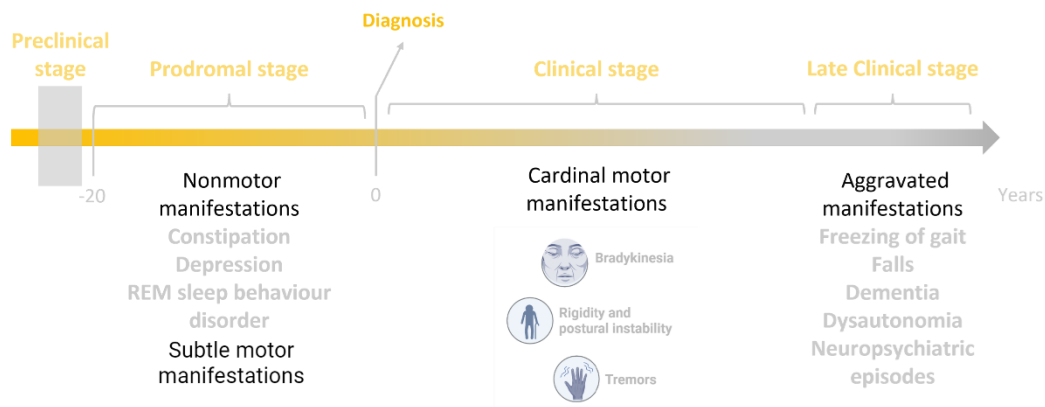 Diagnosis
Preclinical
stage
Prodromal stage
Clinical stage
Late Clinical stage
-20
0
Years
Nonmotor
manifestations
Constipation
Depression
REM sleep behaviour
disorder
Subtle motor
manifestations
Cardinal motor
manifestations
Bradykinesia
Rigidity and
postural instability
Tremors
Aggravated
manifestations
Freezing of gait
Falls
Dementia
Dysautonomia
Neuropsychiatric
episodes